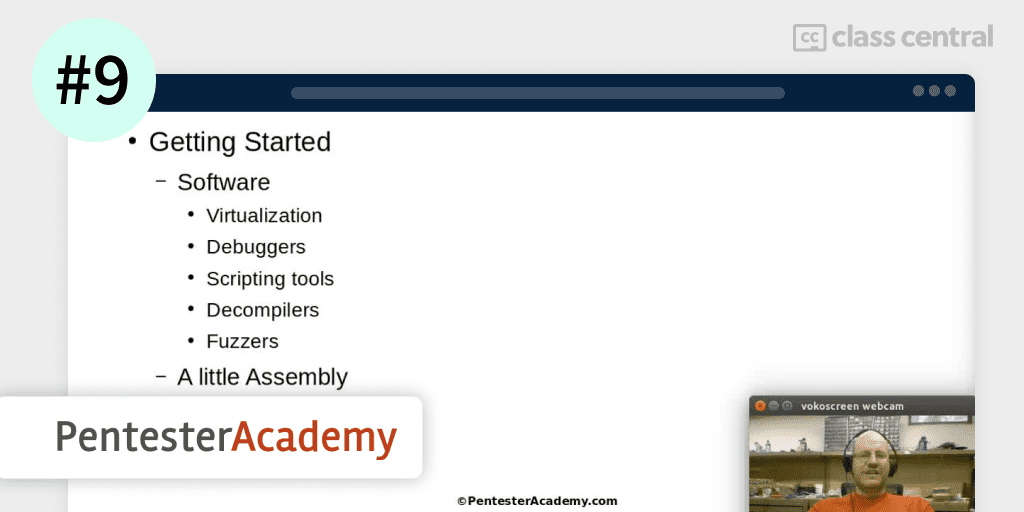 #9
cc class central
• Getting Started
– Software
• Virtualization
• Debuggers
• Scripting tools
• Decompilers
• Fuzzers
– A little Assembly
PentesterAcademy
vokoscreen webcam
©PentesterAcademy.com